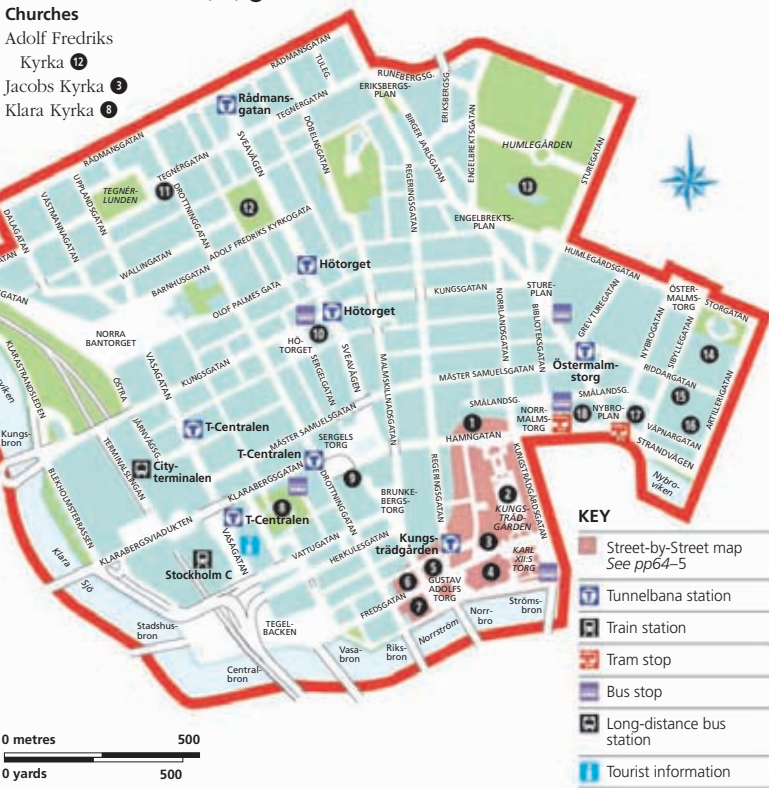 Churches
Adolf Fredriks
Kyrka 12
Jacobs Kyrka 3
Klara Kyrka 8
RÅDMANSGATAN
TULEG.
RUNEBERGSG.
ERIKSBERGS-
PLAN
ERIKSBERGSG.
Rådmans-
gatan
TEGNÉRGATAN
DÖBELNSGATAN
BIRGER JARLSGATAN
ENGELBREKTSGATAN
HUMLEGÅRDEN
STUREGATAN
RÅDMANSGATAN
SVEAVÄGEN
TEGNÉRGATAN
REGERINGSGATAN
13
UPPLANDSGATAN
TEGNÉR-
LUNDEN
11
DROTTNINGGATAN
12
VÄSTMANNAGATAN
DALAGATAN
ADOLF FREDRIKS KYRKOGATA
ENGELBREKTS-
PLAN
WALLINGATAN
BARNHUSGATAN
HUMLEGÅRDSGATAN
Hötorget
KUNGSGATAN
STURE-
PLAN
ÖSTER-
MALMS-
TORG
STORGATAN
OLOF PALMES GATA
Hötorget
NORRLANDSGATAN
BIBLIOTEKSGATAN
GREV TUREGATAN
NYBROGATAN
SIBYLLEGATAN
NORRA
BANTORGET
HÖ-
TORGET
10
SVEAVÄGEN
SERGELGATAN
14
KLARASTRANDSLEDEN
VASAGATAN
KUNGSGATAN
MALMSKILLNADSGATAN
Östermalm-
storg
RIDDARGATAN
ÖSTRA
JÄRNVÄGSG.
MÄSTER SAMUELSGATAN
15
ARTILLERIGATAN
SMÅLANDSG.
SMÅLANDSG.
NORR-
MALMS-
TORG
18
NYBRO-
PLAN
17
16
VÄPNARGATAN
STRANDVÄGEN
Kungs-
bron
T-Centralen
MÄSTER SAMUELSGATAN
SERGELS
TORG
1
HAMNGATAN
TERMINALSLINGAN
City-
terminalen
T-Centralen
KLARABERGSGATAN
9
DROTTNINGGATAN
REGERINGSGATAN
KUNGSTRÄDGÅRDSGATAN
Nybro-
viken
BLEKHOLMSTERRASSEN
BRUNKE-
BERGS-
TORG
2
KUNGS-
TRÄD-
GÅRDEN
8
T-Centralen
KLARABERGSVIADUKTEN
VASAGATAN
VATTUGATAN
HERKULESGATAN
Kungs-
trädgården
3
KARL
XII:S
TORG
Klara
Sjö
Stockholm C
5
4
6
GUSTAV
ADOLFS
TORG
FREDSGATAN
7
Stadshus-
bron
TEGEL-
BACKEN
Norrström
Norr-
bro
Ströms-
bron
Vasa-
bron
Riks-
bron
Central-
bron
0 metres 500
0 yards 500
KEY
Street-by-Street map
See pp64–5
Tunnelbana station
Train station
Tram stop
Bus stop
Long-distance bus
station
Tourist information